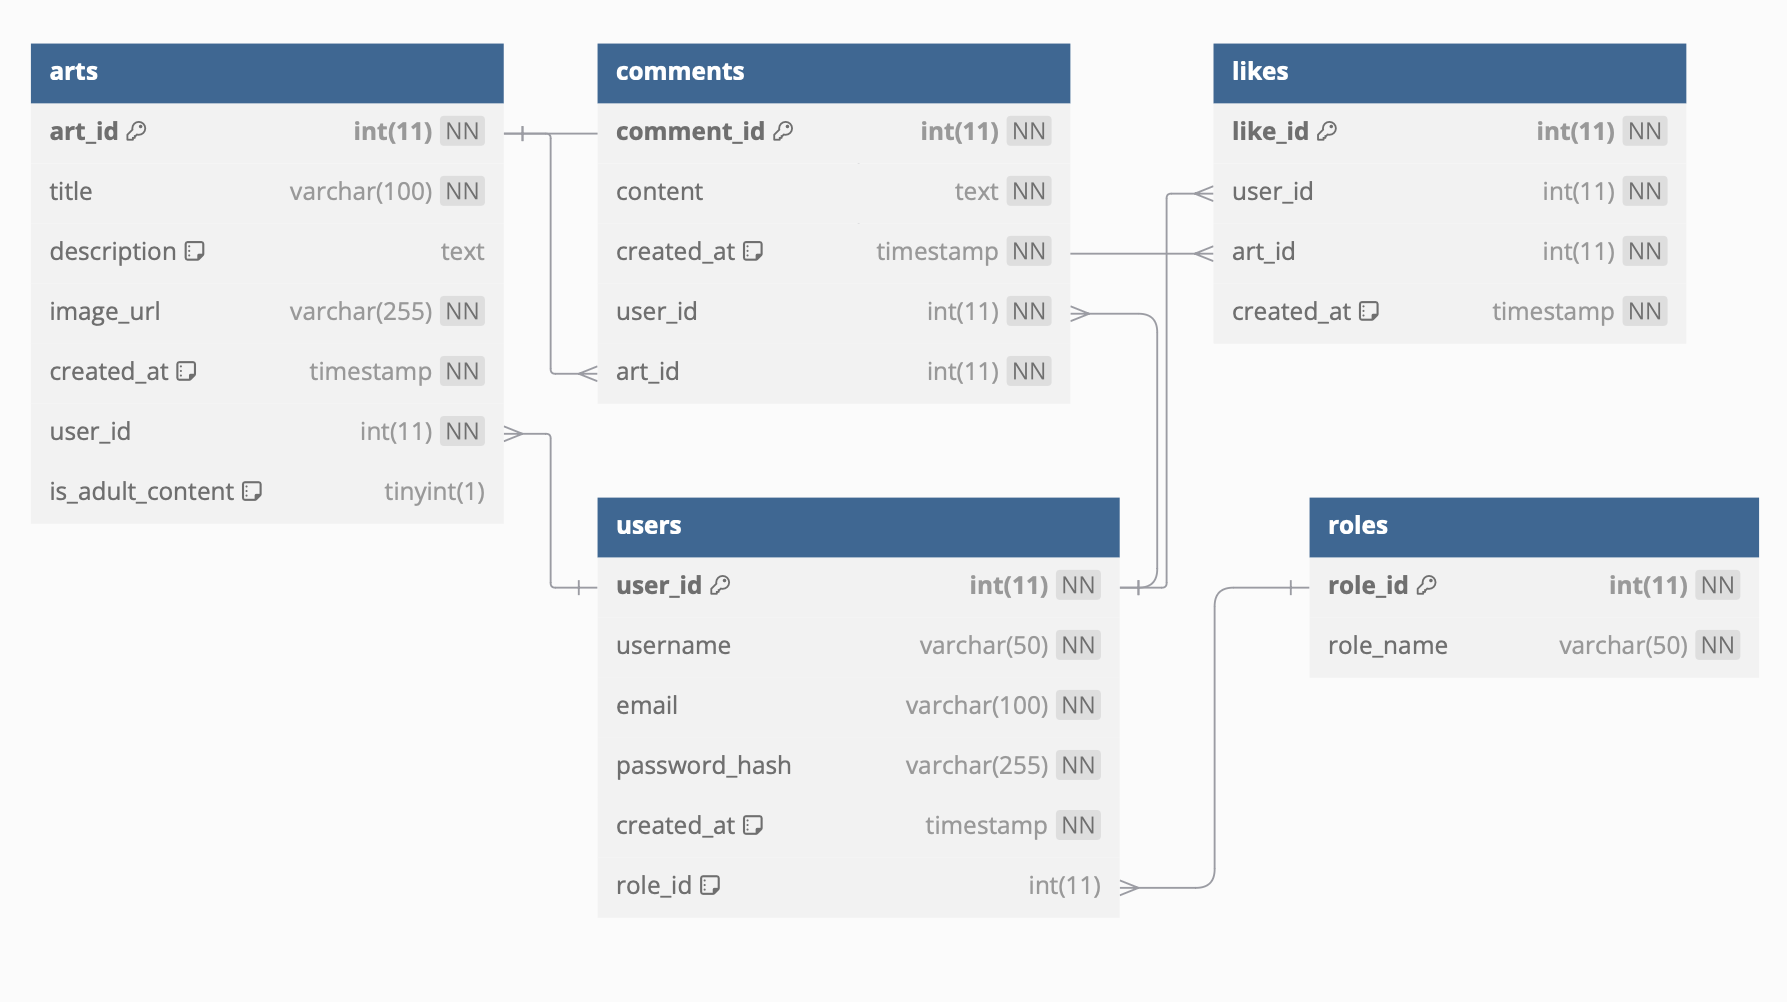 arts
art_id int(11) NN
title varchar(100) NN
description text
image_url varchar(255) NN
created_at timestamp NN
user_id int(11) NN
is_adult_content tinyint(1)
comments
comment_id int(11) NN
content text NN
created_at timestamp NN
user_id int(11) NN
art_id int(11) NN
likes
like_id int(11) NN
user_id int(11) NN
art_id int(11) NN
created_at timestamp NN
users
user_id int(11) NN
username varchar(50) NN
email varchar(100) NN
password_hash varchar(255) NN
created_at timestamp NN
role_id int(11)
roles
role_id int(11) NN
role_name varchar(50) NN